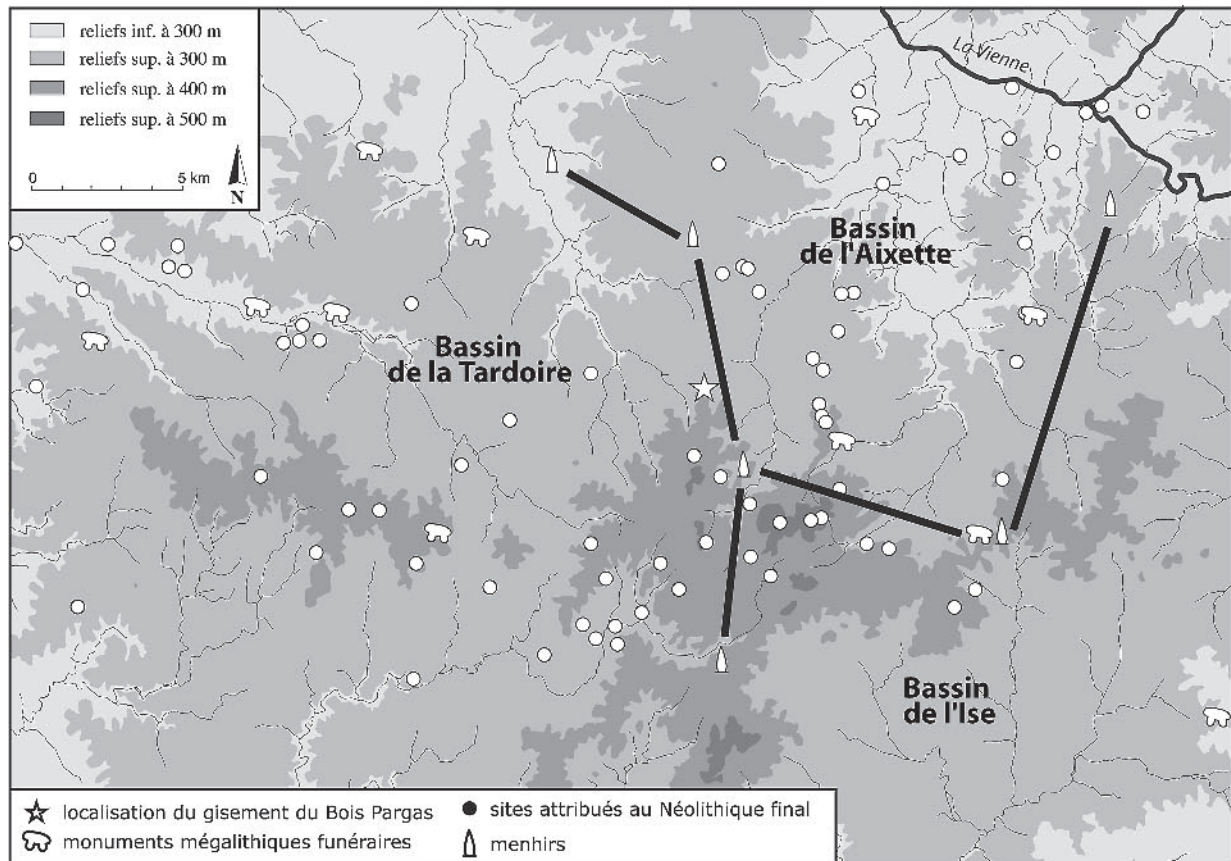 reliefs inf. à 300 m
reliefs sup. à 300 m
reliefs sup. à 400 m
reliefs sup. à 500 m
0 5 km
N
La Vienne
Bassin
de l'Aixette
Bassin
de la Tardoire
Bassin
de l'Ise
localisation du gisement du Bois Pargas
monuments mégalithiques funéraires
sites attribués au Néolithique final
menhirs